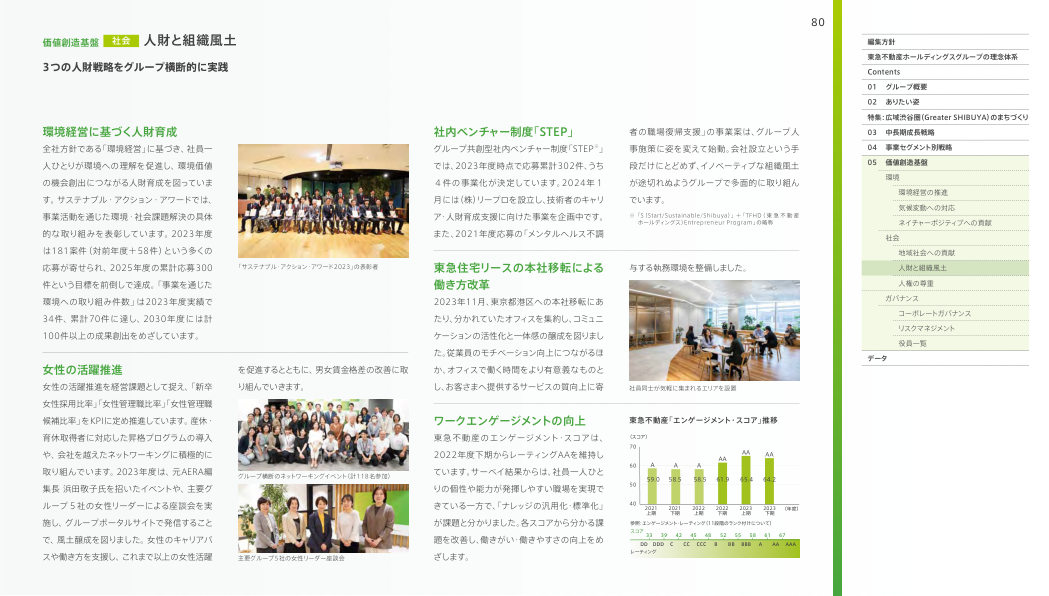 80
価値創造基盤 社会 人財と組織風土
3つの人財戦略をグループ横断的に実践
環境経営に基づく人財育成
全社方針である「環境経営」に基づき、社員一
人ひとりが環境への理解を促進し、環境価値
の機会創出につながる人財育成を図っていま
す。サステナブル・アクション・アワードでは、
事業活動を通じた環境・社会課題解決の具体
的な取り組みを表彰しています。2023年度
は181案件(対前年度+58件)という多くの
応募が寄せられ、2025年度の累計応募300
件という目標を前倒しで達成。「事業を通じた
環境への取り組み件数」は2023年度実績で
34件、累計70件に達し、2030年度には計
100件以上の成果創出をめざしています。
「サステナブル・アクション・アワード2023」の表彰者
女性の活躍推進
女性の活躍推進を経営課題として捉え、「新卒
女性採用比率」「女性管理職比率」「女性管理職
候補比率」をKPIに定め推進しています。産休・
育休取得者に対応した昇格プログラムの導入
や、会社を越えたネットワーキングに積極的に
取り組んでいます。2023年度は、元AERA編
集長 浜田敬子氏を招いたイベントや、主要グ
ループ5社の女性リーダーによる座談会を実
施し、グループポータルサイトで発信すること
で、風土醸成を図りました。女性のキャリアパ
スや働き方を支援し、これまで以上の女性活躍
を促進するとともに、男女賃金格差の改善に取
り組んでいきます。
グループ横断のネットワーキングイベント(計118名参加)
主要グループ5社の女性リーダー座談会
社内ベンチャー制度「STEP」
グループ共創型社内ベンチャー制度「STEP※」
では、2023年度時点で応募累計302件、うち
4件の事業化が決定しています。2024年1
月には(株)リープロを設立し、技術者のキャリ
ア・人財育成支援に向けた事業を企画中です。
また、2021年度応募の「メンタルヘルス不調
者の職場復帰支援」の事業案は、グループ人
事施策に姿を変えて始動。会社設立という手
段だけにとどめず、イノベーティブな組織風土
が途切れぬようグループで多面的に取り組ん
でいます。
※ 「S(Start/Sustainable/Shibuya)」+「TFHD(東急不動産
ホールディングス)Entrepreneur Program」の略称
東急住宅リースの本社移転による
働き方改革
2023年11月、東京都港区への本社移転にあ
たり、分かれていたオフィスを集約し、コミュニ
ケーションの活性化と一体感の醸成を図りまし
た。従業員のモチベーション向上につながるほ
か、オフィスで働く時間をより有意義なものと
し、お客さまへ提供するサービスの質向上に寄
与する執務環境を整備しました。
社員同士が気軽に集まれるエリアを設置
ワークエンゲージメントの向上
東急不動産のエンゲージメント・スコアは、
2022年度下期からレーティングAAを維持し
ています。サーベイ結果からは、社員一人ひと
りの個性や能力が発揮しやすい職場を実現で
きている一方で、「ナレッジの汎用化・標準化」
が課題と分かりました。各スコアから分かる課
題を改善し、働きがい・働きやすさの向上をめ
ざします。
東急不動産「エンゲージメント・スコア」推移
(スコア)
70
60
50
40
A A A AA AA AA
59.0 58.5 58.5 61.9 65.4 64.2
2021 2021 2022 2022 2023 2023 (年度)
上期 下期 上期 下期 上期 下期
参照:エンゲージメント・レーティング(11段階のランク付けについて)
スコア
33 39 42 45 48 52 55 58 61 67
DD DDD C CC CCC B BB BBB A AA AAA
レーティング
編集方針
東急不動産ホールディングスグループの理念体系
Contents
01 グループ概要
02 ありたい姿
特集:広域渋谷圏(Greater SHIBUYA)のまちづくり
03 中長期成長戦略
04 事業セグメント別戦略
05 価値創造基盤
環境
環境経営の推進
気候変動への対応
ネイチャーポジティブへの貢献
社会
地域社会への貢献
人財と組織風土
人権の尊重
ガバナンス
コーポレートガバナンス
リスクマネジメント
役員一覧
データ